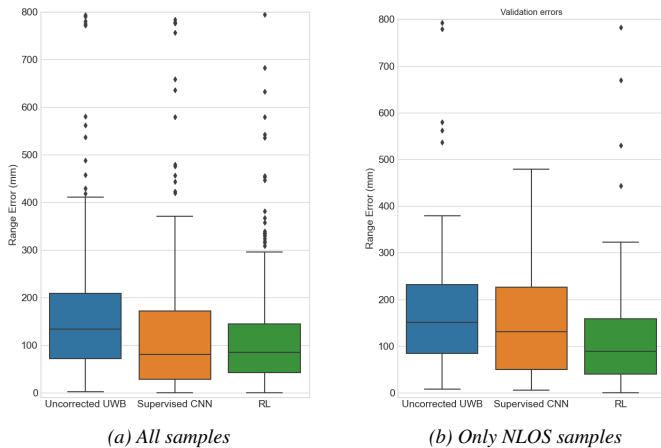 800
700
600
500
400
300
200
100
0
Range Error (mm)
Uncorrected UWB Supervised CNN RL
(a) All samples
Validation errors
800
700
600
500
400
300
200
100
0
Range Error (mm)
Uncorrected UWB Supervised CNN RL
(b) Only NLOS samples